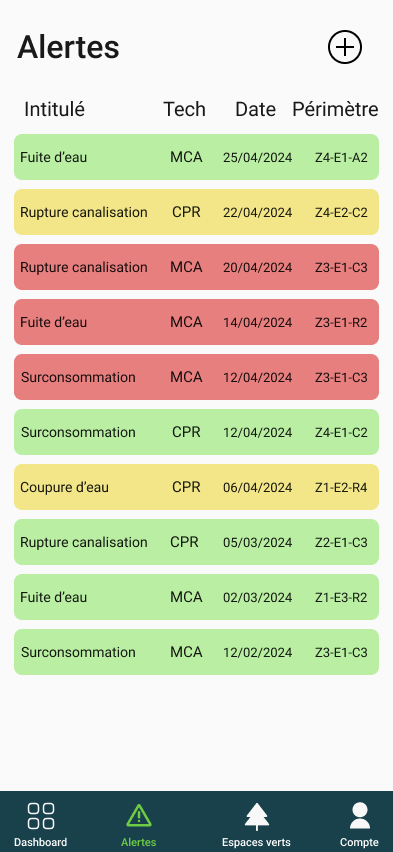 Alertes
Intitulé Tech Date Périmètre
Fuite d’eau MCA 25/04/2024 Z4-E1-A2
Rupture canalisation CPR 22/04/2024 Z4-E2-C2
Rupture canalisation MCA 20/04/2024 Z3-E1-C3
Fuite d’eau MCA 14/04/2024 Z3-E1-R2
Surconsommation MCA 12/04/2024 Z3-E1-C3
Surconsommation CPR 12/04/2024 Z4-E1-C2
Coupure d’eau CPR 06/04/2024 Z1-E2-R4
Rupture canalisation CPR 05/03/2024 Z2-E1-C3
Fuite d’eau MCA 02/03/2024 Z1-E3-R2
Surconsommation MCA 12/02/2024 Z3-E1-C3
Dashboard Alertes Espaces verts Compte